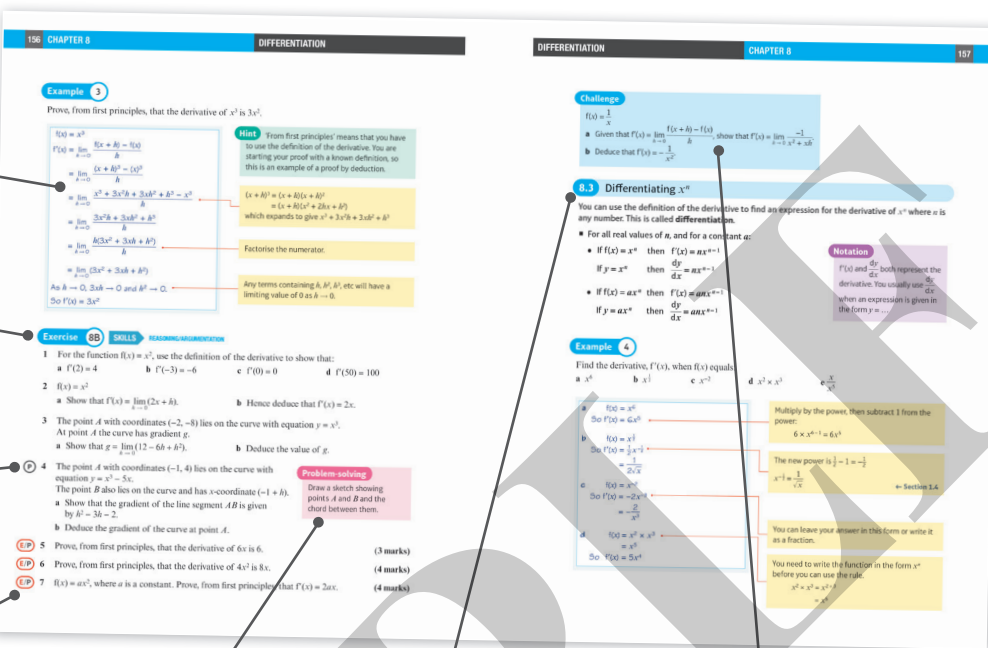 156 CHAPTER 8 DIFFERENTIATION
Example 3
Prove, from first principles, that the derivative of x³ is 3x².
f(x) = x³
f′(x) = lim h→0 f(x + h) − f(x) / h
= lim h→0 (x + h)³ − (x)³ / h
= lim h→0 x³ + 3x²h + 3xh² + h³ − x³ / h
= lim h→0 3x²h + 3xh² + h³ / h
= lim h→0 h(3x² + 3xh + h²) / h
= lim h→0 (3x² + 3xh + h²)
As h → 0, 3xh → 0 and h² → 0.
So f′(x) = 3x²
Hint 'From first principles' means that you have
to use the definition of the derivative. You are
starting your proof with a known definition, so
this is an example of a proof by deduction.
(x + h)³ = (x + h)(x + h)²
= (x + h)(x² + 2hx + h²)
which expands to give x³ + 3x²h + 3xh² + h³
Factorise the numerator.
Any terms containing h, h², h³, etc will have a
limiting value of 0 as h → 0.
Exercise 8B SKILLS REASONING/ARGUMENTATION
1 For the function f(x) = x², use the definition of the derivative to show that:
a f′(2) = 4 b f′(−3) = −6 c f′(0) = 0 d f′(50) = 100
2 f(x) = x²
a Show that f′(x) = lim h→0 (2x + h). b Hence deduce that f′(x) = 2x.
3 The point A with coordinates (−2, −8) lies on the curve with equation y = x³.
At point A the curve has gradient g.
a Show that g = lim h→0 (12 − 6h + h²). b Deduce the value of g.
P 4 The point A with coordinates (−1, 4) lies on the curve with
equation y = x³ − 5x.
The point B also lies on the curve and has x-coordinate (−1 + h).
a Show that the gradient of the line segment AB is given
by h² − 3h − 2.
b Deduce the gradient of the curve at point A.
Problem-solving
Draw a sketch showing
points A and B and the
chord between them.
E/P 5 Prove, from first principles, that the derivative of 6x is 6. (3 marks)
E/P 6 Prove, from first principles, that the derivative of 4x² is 8x. (4 marks)
E/P 7 f(x) = ax², where a is a constant. Prove, from first principles, that f′(x) = 2ax. (4 marks)
DIFFERENTIATION CHAPTER 8 157
Challenge
f(x) = 1/x
a Given that f′(x) = lim h→0 f(x + h) − f(x) / h, show that f′(x) = lim h→0 −1 / x² + xh.
b Deduce that f′(x) = −1/x²
8.3 Differentiating xⁿ
You can use the definition of the derivative to find an expression for the derivative of xⁿ where n is
any number. This is called differentiation.
■ For all real values of n, and for a constant a:
• If f(x) = xⁿ then f′(x) = nxⁿ⁻¹
If y = xⁿ then dy/dx = nxⁿ⁻¹
• If f(x) = axⁿ then f′(x) = anxⁿ⁻¹
If y = axⁿ then dy/dx = anxⁿ⁻¹
Notation
f′(x) and dy/dx both represent the
derivative. You usually use dy/dx
when an expression is given in
the form y = …
Example 4
Find the derivative, f′(x), when f(x) equals
a x⁶ b x^½ c x⁻² d x² × x³ e x/x⁵
a f(x) = x⁶
So f′(x) = 6x⁵
b f(x) = x^½
So f′(x) = ½x^−½
= 1/2√x
c f(x) = x⁻²
So f′(x) = −2x⁻³
= −2/x³
d f(x) = x² × x³
= x⁵
So f′(x) = 5x⁴
Multiply by the power, then subtract 1 from the
power:
6 × x⁶⁻¹ = 6x⁵
The new power is ½ − 1 = −½
x^−½ = 1/√x
← Section 1.4
You can leave your answer in this form or write it
as a fraction.
You need to write the function in the form xⁿ
before you can use the rule.
x² × x³ = x²⁺³
= x⁵